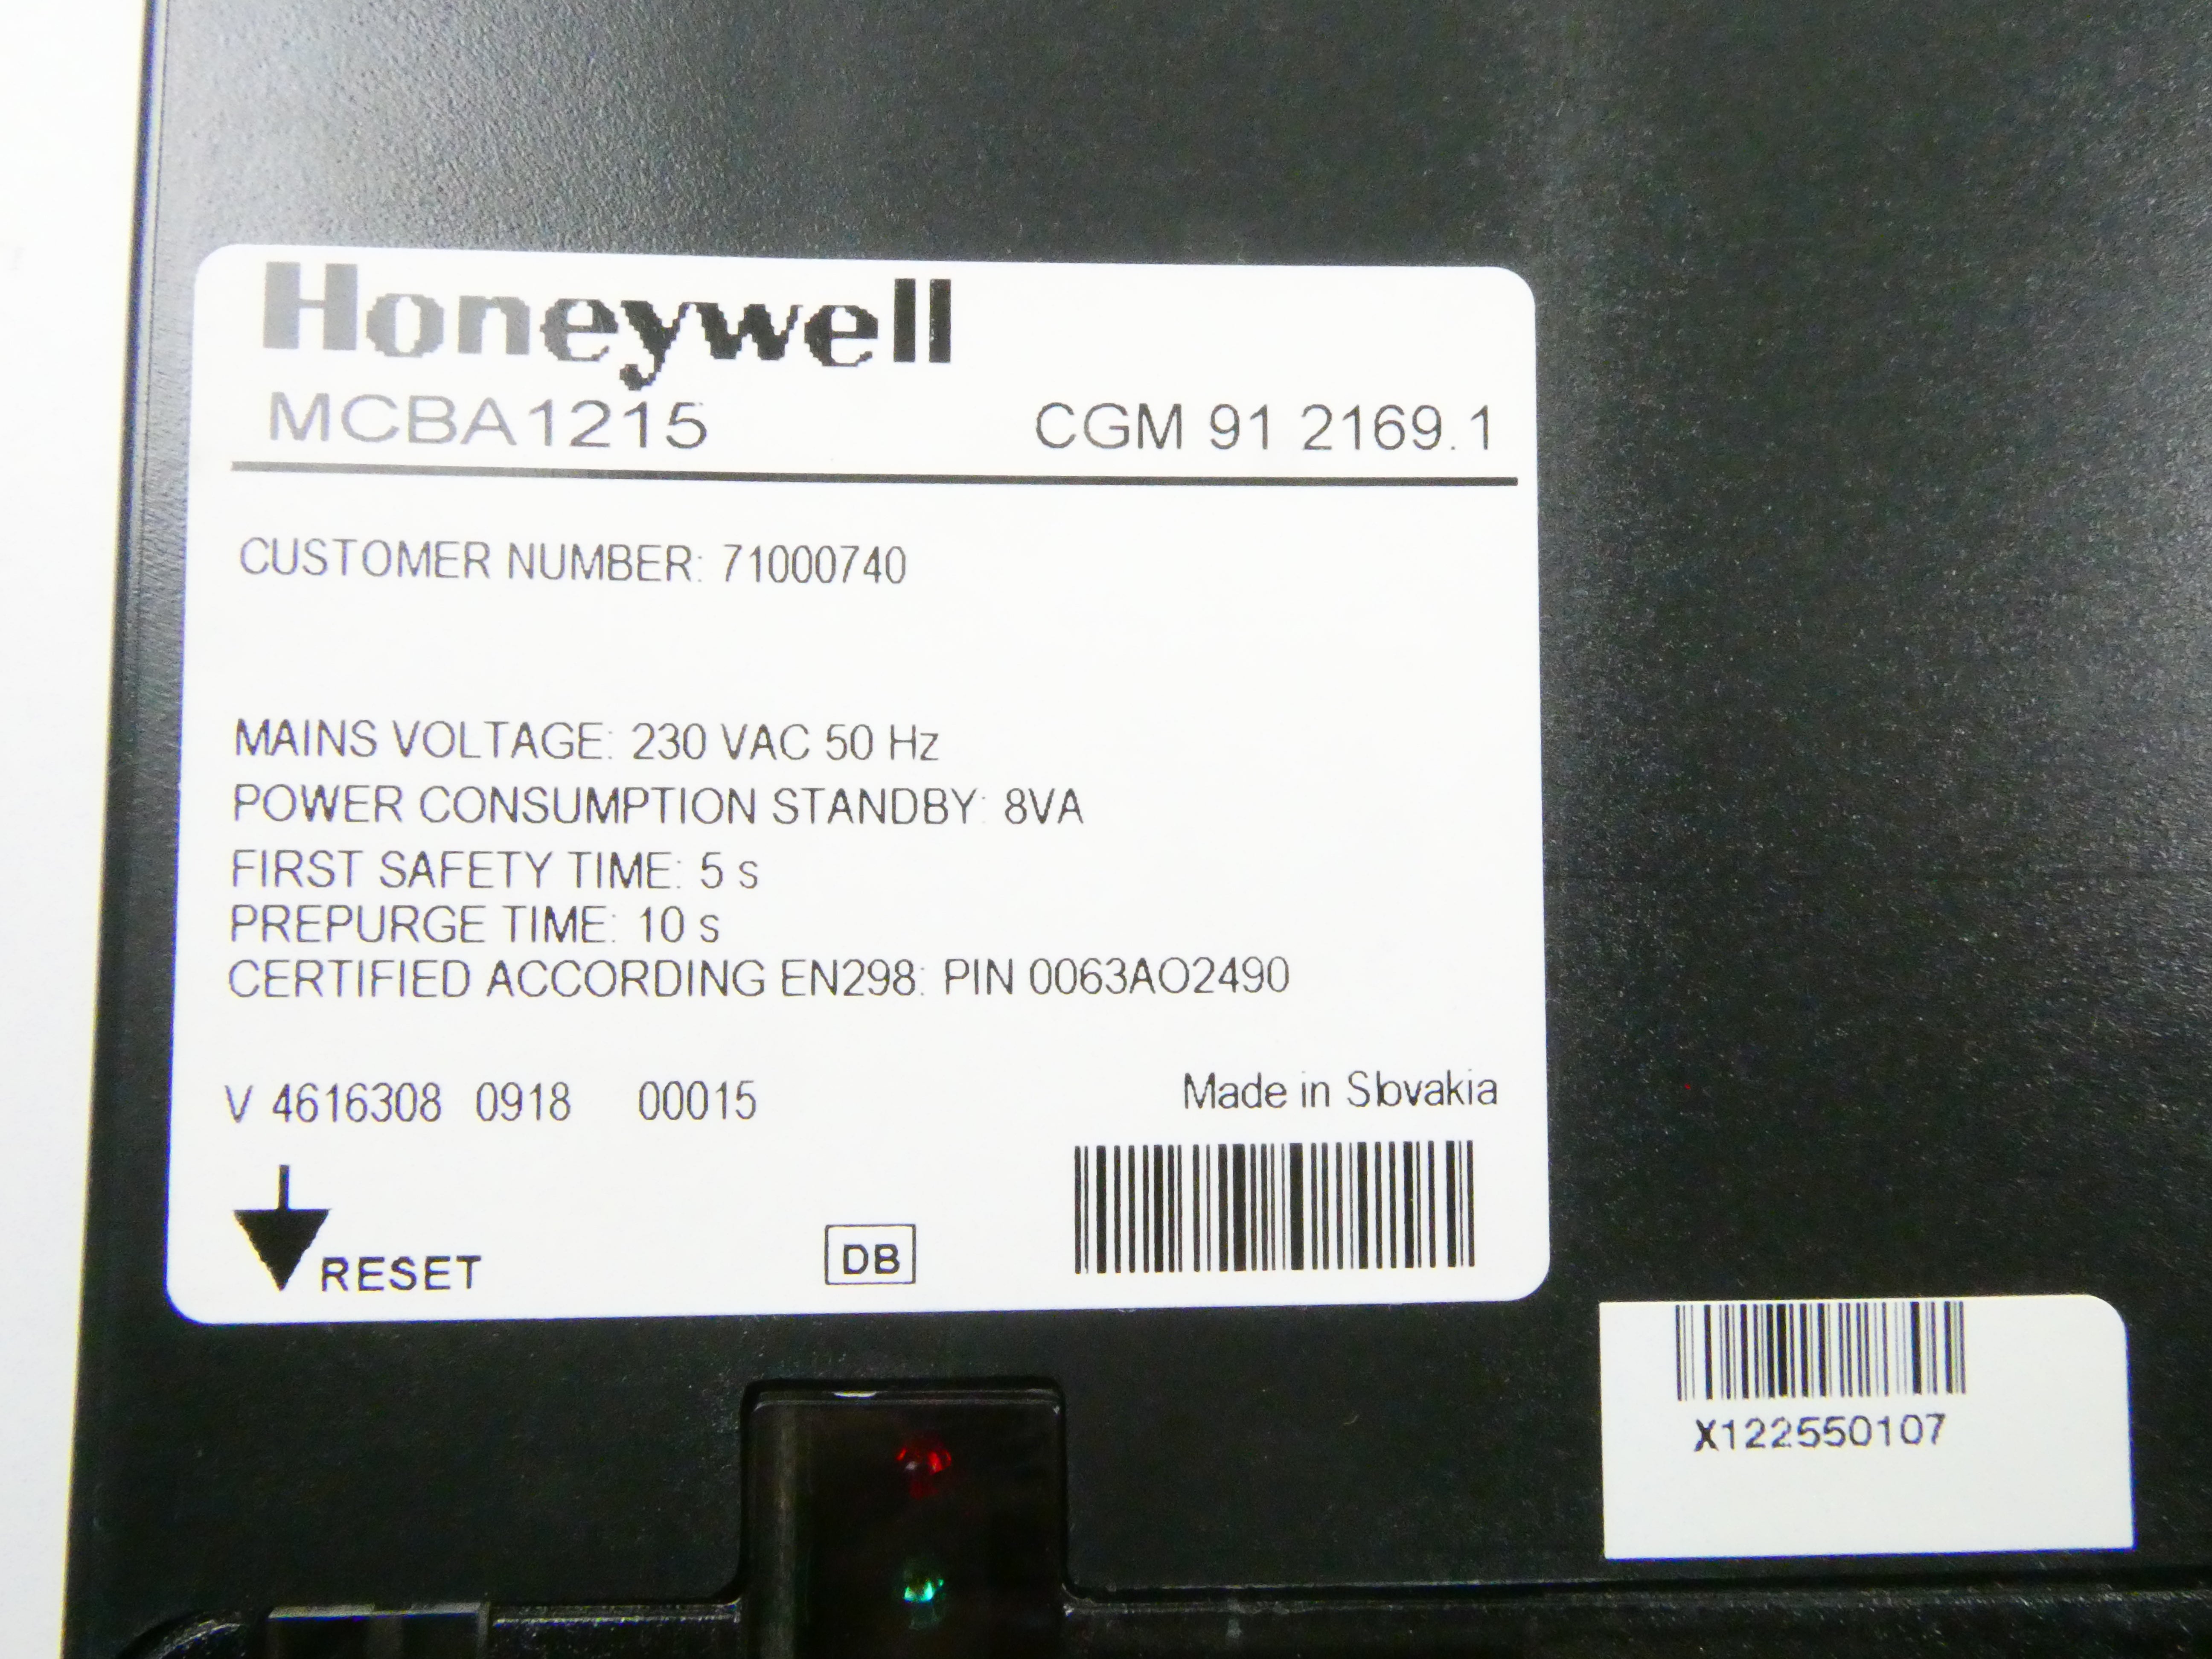 Honeywell
MCBA1215 CGM 91 2169.1
CUSTOMER NUMBER: 71000740
MAINS VOLTAGE: 230 VAC 50 Hz
POWER CONSUMPTION STANDBY: 8VA
FIRST SAFETY TIME: 5 s
PREPURGE TIME: 10 s
CERTIFIED ACCORDING EN298: PIN 0063AO2490
V 4616308 0918 00015 Made in Slovakia
RESET
DB
X122550107